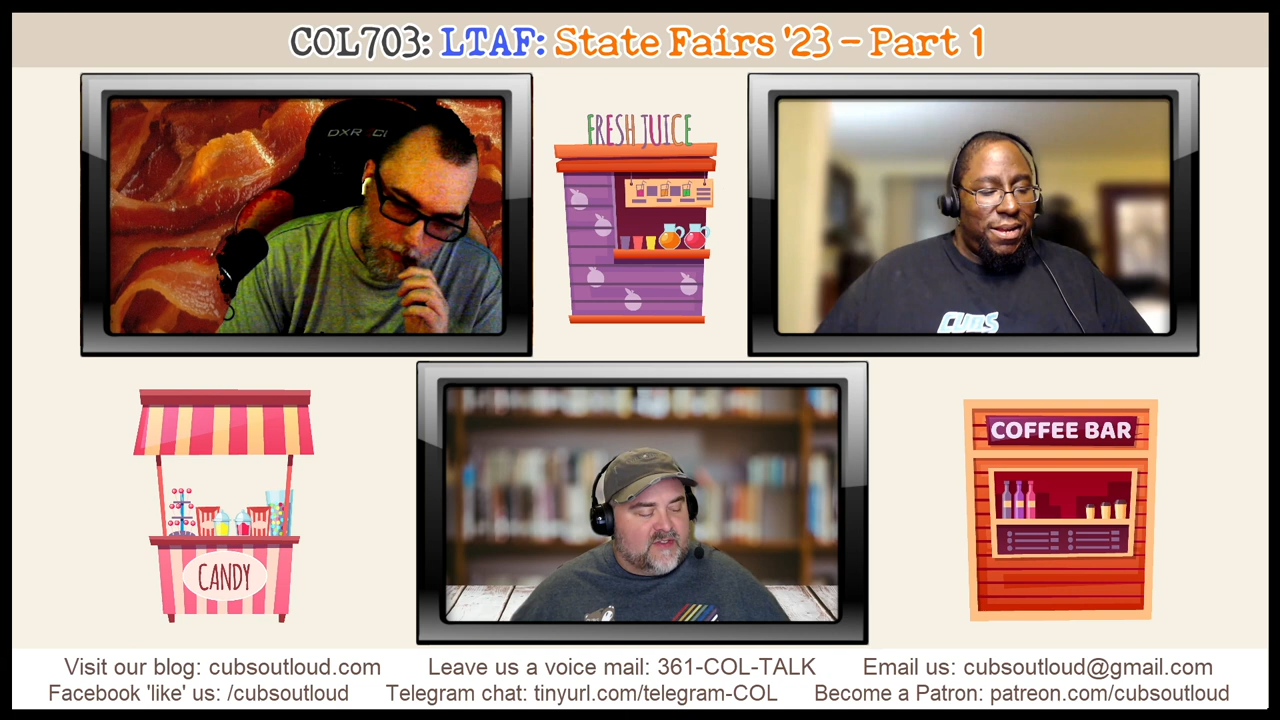 COL703: LTAF: State Fairs '23 - Part 1
FRESH JUICE
CUBS
CANDY
COFFEE BAR
Visit our blog: cubsoutloud.com Leave us a voice mail: 361-COL-TALK Email us: cubsoutloud@gmail.com
Facebook 'like' us: /cubsoutloud Telegram chat: tinyurl.com/telegram-COL Become a Patron: patreon.com/cubsoutloud